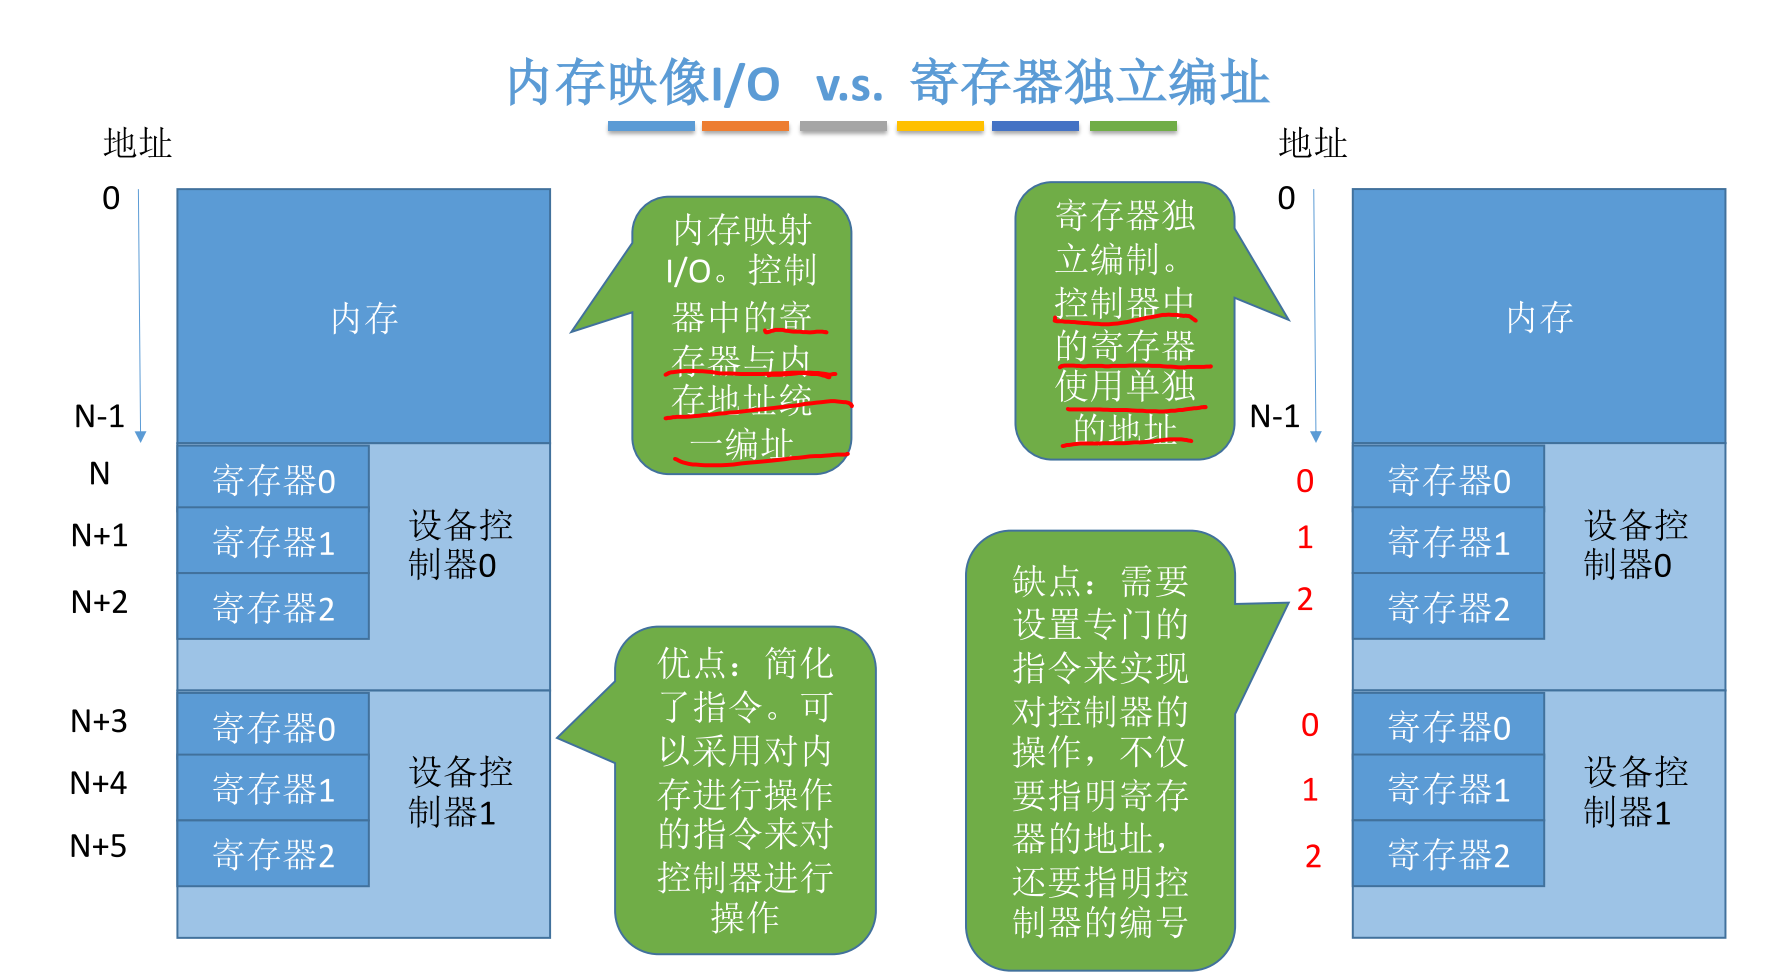 内存映像I/O v.s. 寄存器独立编址
地址
0
N-1
N
N+1
N+2
N+3
N+4
N+5
内存
寄存器0
寄存器1
寄存器2
设备控
制器0
寄存器0
寄存器1
寄存器2
设备控
制器1
内存映射
I/O。控制
器中的寄
存器与内
存地址统
一编址
优点：简化
了指令。可
以采用对内
存进行操作
的指令来对
控制器进行
操作
寄存器独
立编制。
控制器中
的寄存器
使用单独
的地址
缺点：需要
设置专门的
指令来实现
对控制器的
操作，不仅
要指明寄存
器的地址，
还要指明控
制器的编号
地址
0
N-1
0
1
2
0
1
2
内存
寄存器0
寄存器1
寄存器2
设备控
制器0
寄存器0
寄存器1
寄存器2
设备控
制器1